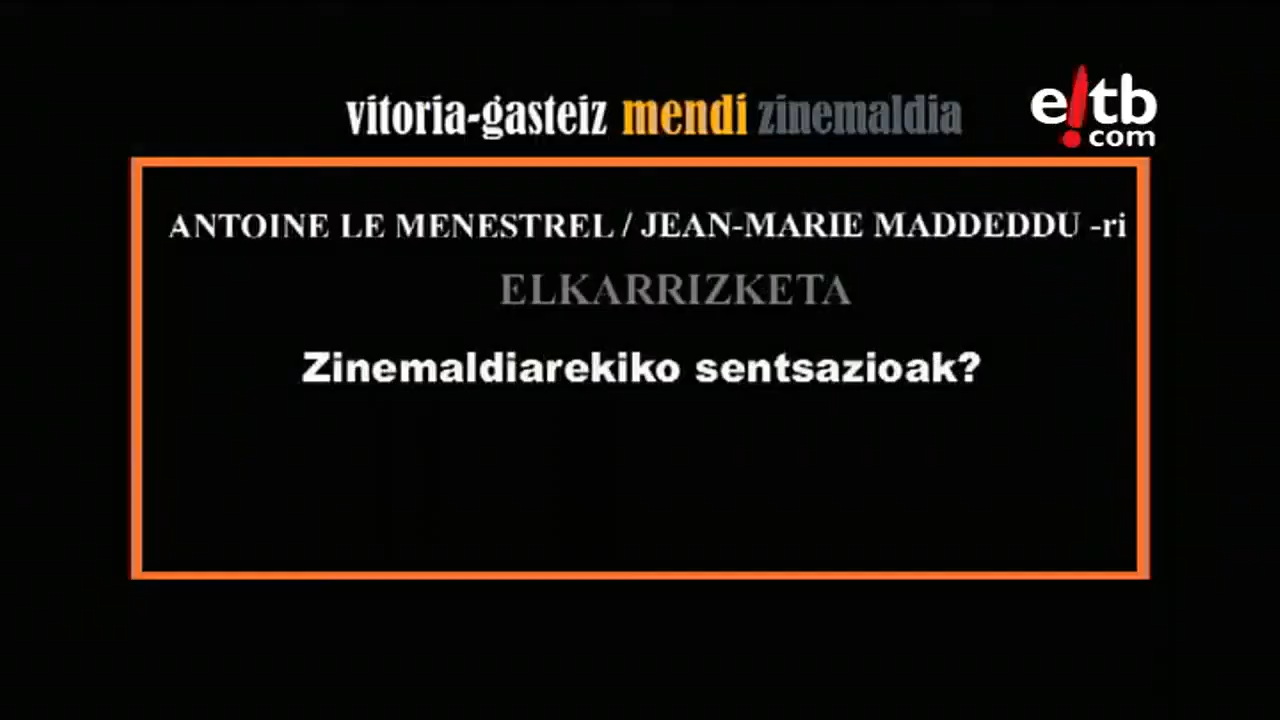 vitoria-gasteiz mendi zinemaldia
e!tb
com
ANTOINE LE MENESTREL / JEAN-MARIE MADDEDDU -ri
ELKARRIZKETA
Zinemaldiarekiko sentsazioak?